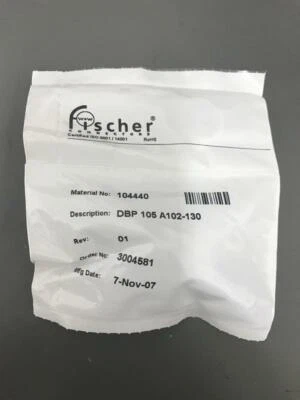 www
Fischer®
CONNECTORS
Certified ISO 9001 / 14001 RoHS
Material No: 104440
Description: DBP 105 A102-130
Rev: 01
Order No: 3004581
Mfg Date: 7-Nov-07